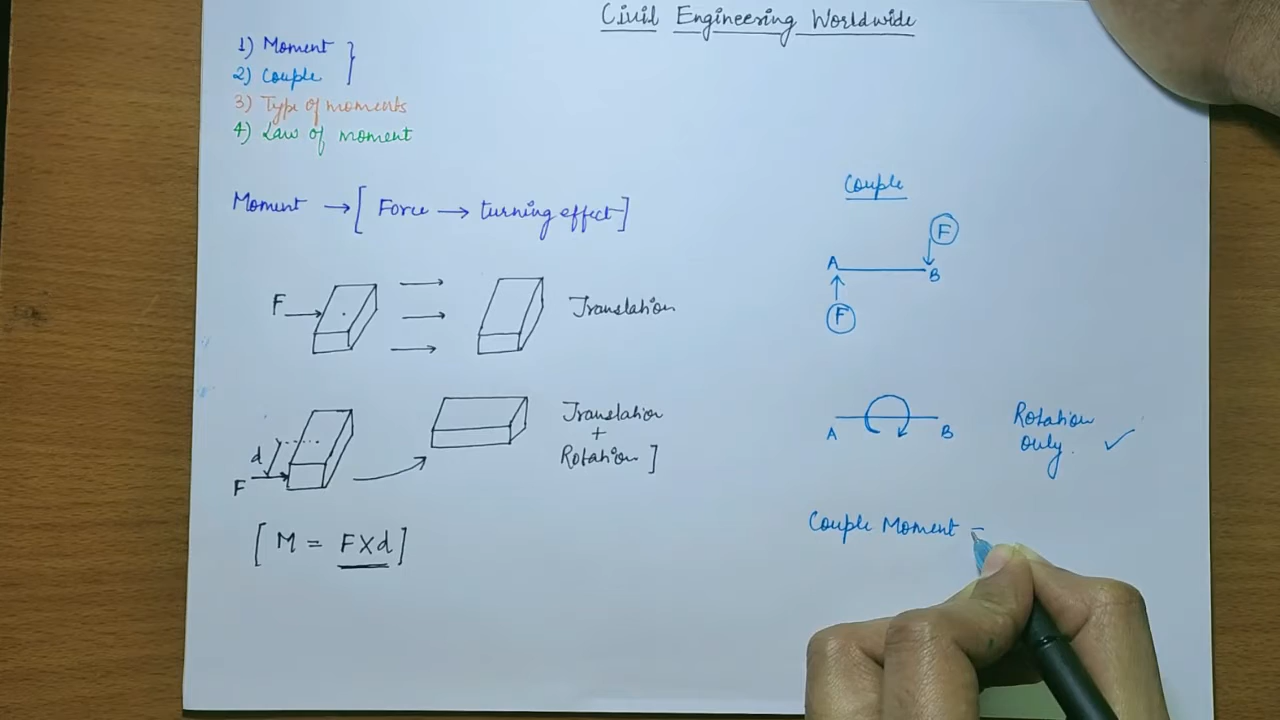 Civil Engineering Worldwide
1) Moment
2) Couple
3) Type of moments
4) Law of moment
Moment → [ Force → turning effect ]
F
Translation
d
F
Translation
+
Rotation ]
[ M = F×d ]
Couple
F
A
B
F
A
B
Rotation
only.
Couple Moment =